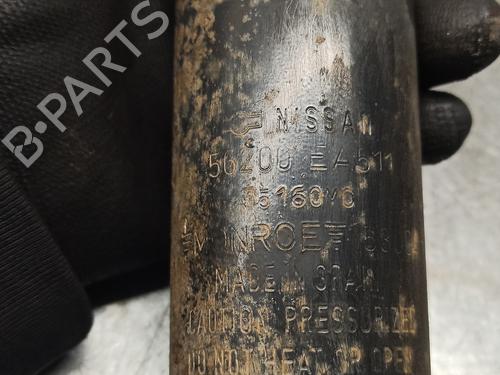 B-PARTS
NISSAN
56200 EA511
MONROE
MADE IN SPAIN
CAUTION PRESSURIZED
DO NOT HEAT OR OPEN